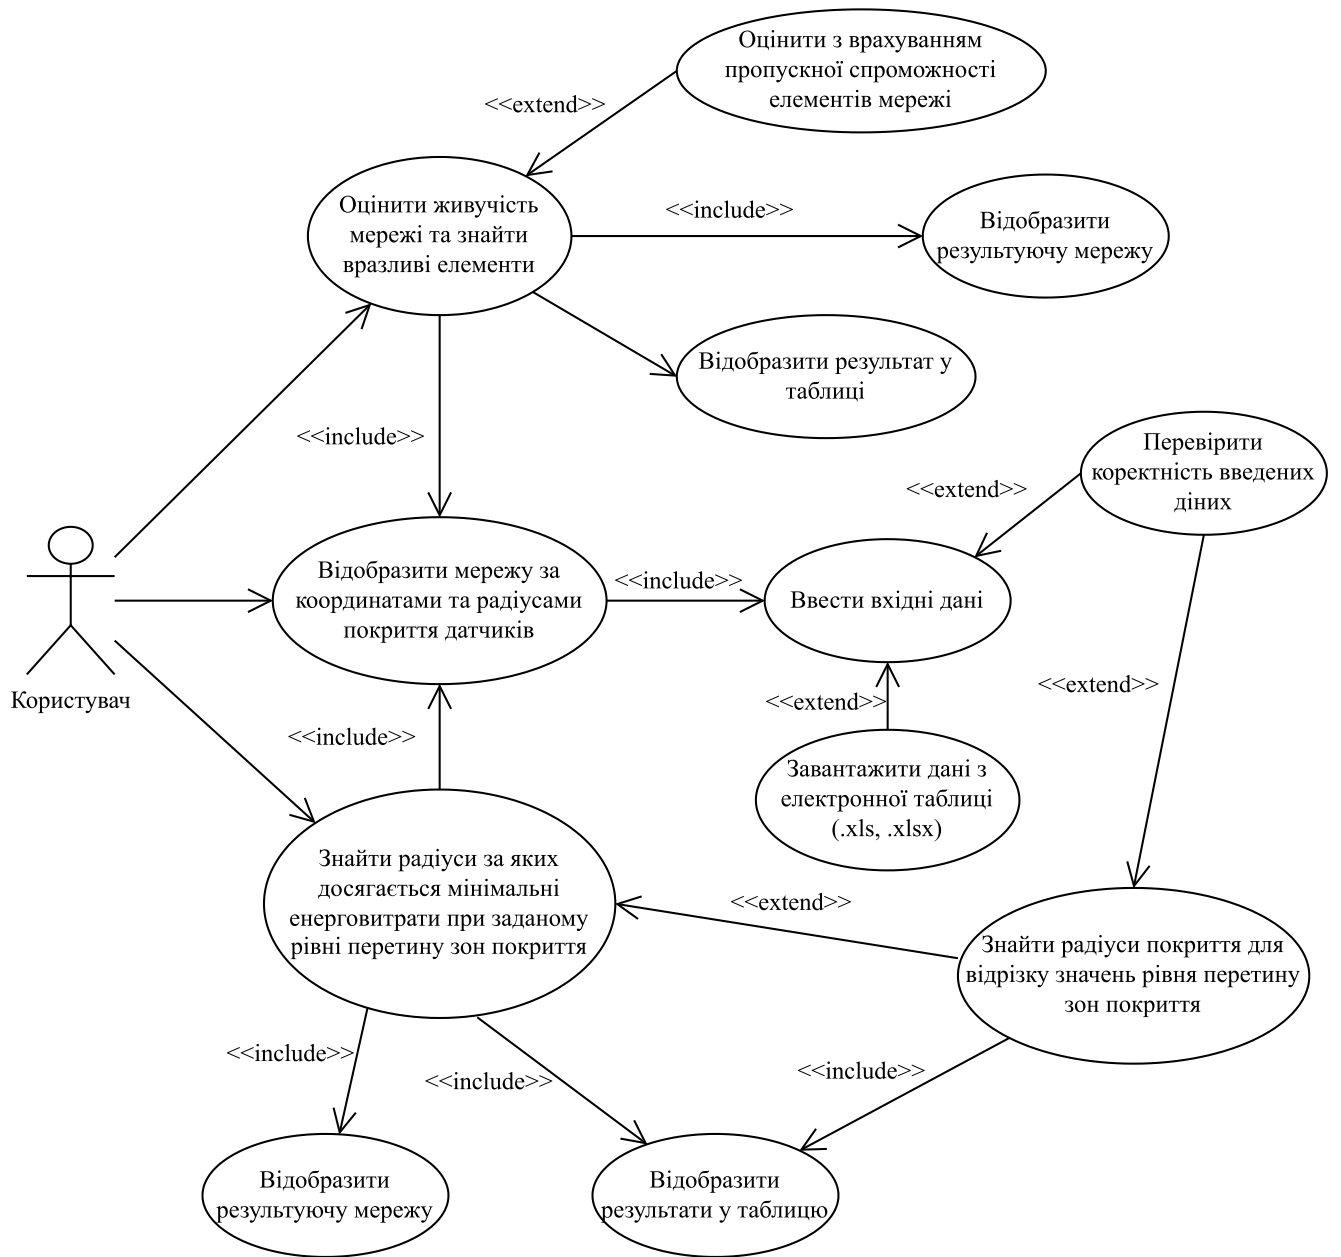 Оцінити з врахуванням
пропускної спроможності
елементів мережі
<<extend>>
Оцінити живучість
мережі та знайти
вразливі елементи
<<include>>
Відобразити
результуючу мережу
Відобразити результат у
таблиці
<<include>>
Перевірити
коректність введених
діних
<<extend>>
Користувач
Відобразити мережу за
координатами та радіусами
покриття датчиків
<<include>>
Ввести вхідні дані
<<extend>>
<<extend>>
<<include>>
Завантажити дані з
електронної таблиці
(.xls, .xlsx)
Знайти радіуси за яких
досягається мінімальні
енерговитрати при заданому
рівні перетину зон покриття
<<extend>>
Знайти радіуси покриття для
відрізку значень рівня перетину
зон покриття
<<include>>
<<include>>
<<include>>
Відобразити
результуючу мережу
Відобразити
результати у таблицю